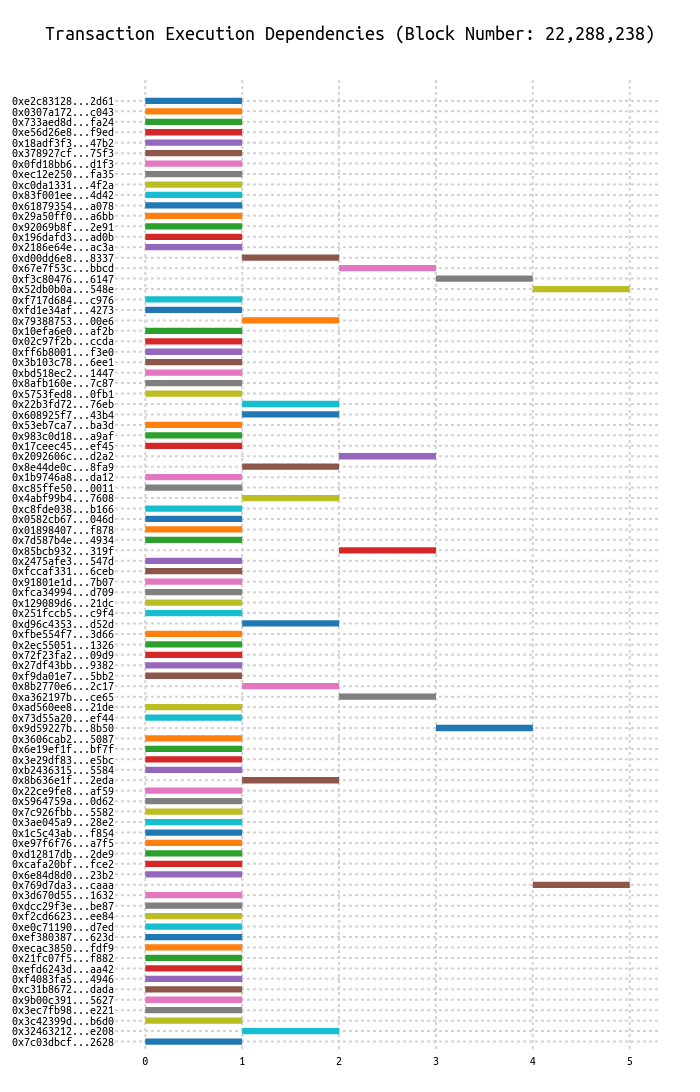 Transaction Execution Dependencies (Block Number: 22,288,238)
0xe2c83128...2d61
0x0307a172...c043
0x733aed8d...fa24
0xe56d26e8...f9ed
0x18adf3f3...47b2
0x378927cf...75f3
0x0fd18bb6...d1f3
0xec12e250...fa35
0xc0da1331...4f2a
0x83f001ee...4d42
0x61879354...a078
0x29a50ff0...a6bb
0x92069b8f...2e91
0x196dafd3...ad0b
0x2186e64e...ac3a
0xd00dd6e8...8337
0x67e7f53c...bbcd
0xf3c80476...6147
0x52db0b0a...548e
0xf717d684...c976
0xfd1e34af...4273
0x79388753...00e6
0x10efa6e0...af2b
0x02c97f2b...ccda
0xff6b8001...f3e0
0x3b103c78...6ee1
0xbd518ec2...1447
0x8afb160e...7c87
0x5753fed8...0fb1
0x22b3fd72...76eb
0x608925f7...43b4
0x53eb7ca7...ba3d
0x983c0d18...a9af
0x17ceec45...ef45
0x2092606c...d2a2
0x8e44de0c...8fa9
0x1b9746a8...da12
0xc85ffe50...0011
0x4abf99b4...7608
0xc8fde038...b166
0x0582cb67...046d
0x01898407...f878
0x7d587b4e...4934
0x85bcb932...319f
0x2475afe3...547d
0xfccaf331...6ceb
0x91801e1d...7b07
0xfca34994...d709
0x129089d6...21dc
0x251fccb5...c9f4
0xd96c4353...d52d
0xfbe554f7...3d66
0x2ec55051...1326
0x72f23fa2...09d9
0x27df43bb...9382
0xf9da01e7...5bb2
0x8b2770e6...2c17
0xa362197b...ce65
0xad560ee8...21de
0x73d55a20...ef44
0x9d59227b...8b50
0x3606cab2...5087
0x6e19ef1f...bf7f
0x3e29df83...e5bc
0xb2436315...5584
0x8b636e1f...2eda
0x22ce9fe8...af59
0x5964759a...0d62
0x7c926fbb...5582
0x3ae045a9...28e2
0x1c5c43ab...f854
0xe97f6f76...a7f5
0xd12817db...2de9
0xcafa20bf...fce2
0x6e84d8d0...23b2
0x769d7da3...caaa
0x3d670d55...1632
0xdcc29f3e...be87
0xf2cd6623...ee84
0xe0c71190...d7ed
0xef380387...623d
0xecac3850...fdf9
0x21fc07f5...f882
0xefd6243d...aa42
0xf4083fa5...4946
0xc31b8672...dada
0x9b00c391...5627
0x3ec7fb98...e221
0x3c42399d...b6d0
0x32463212...e208
0x7c03dbcf...2628
0 1 2 3 4 5